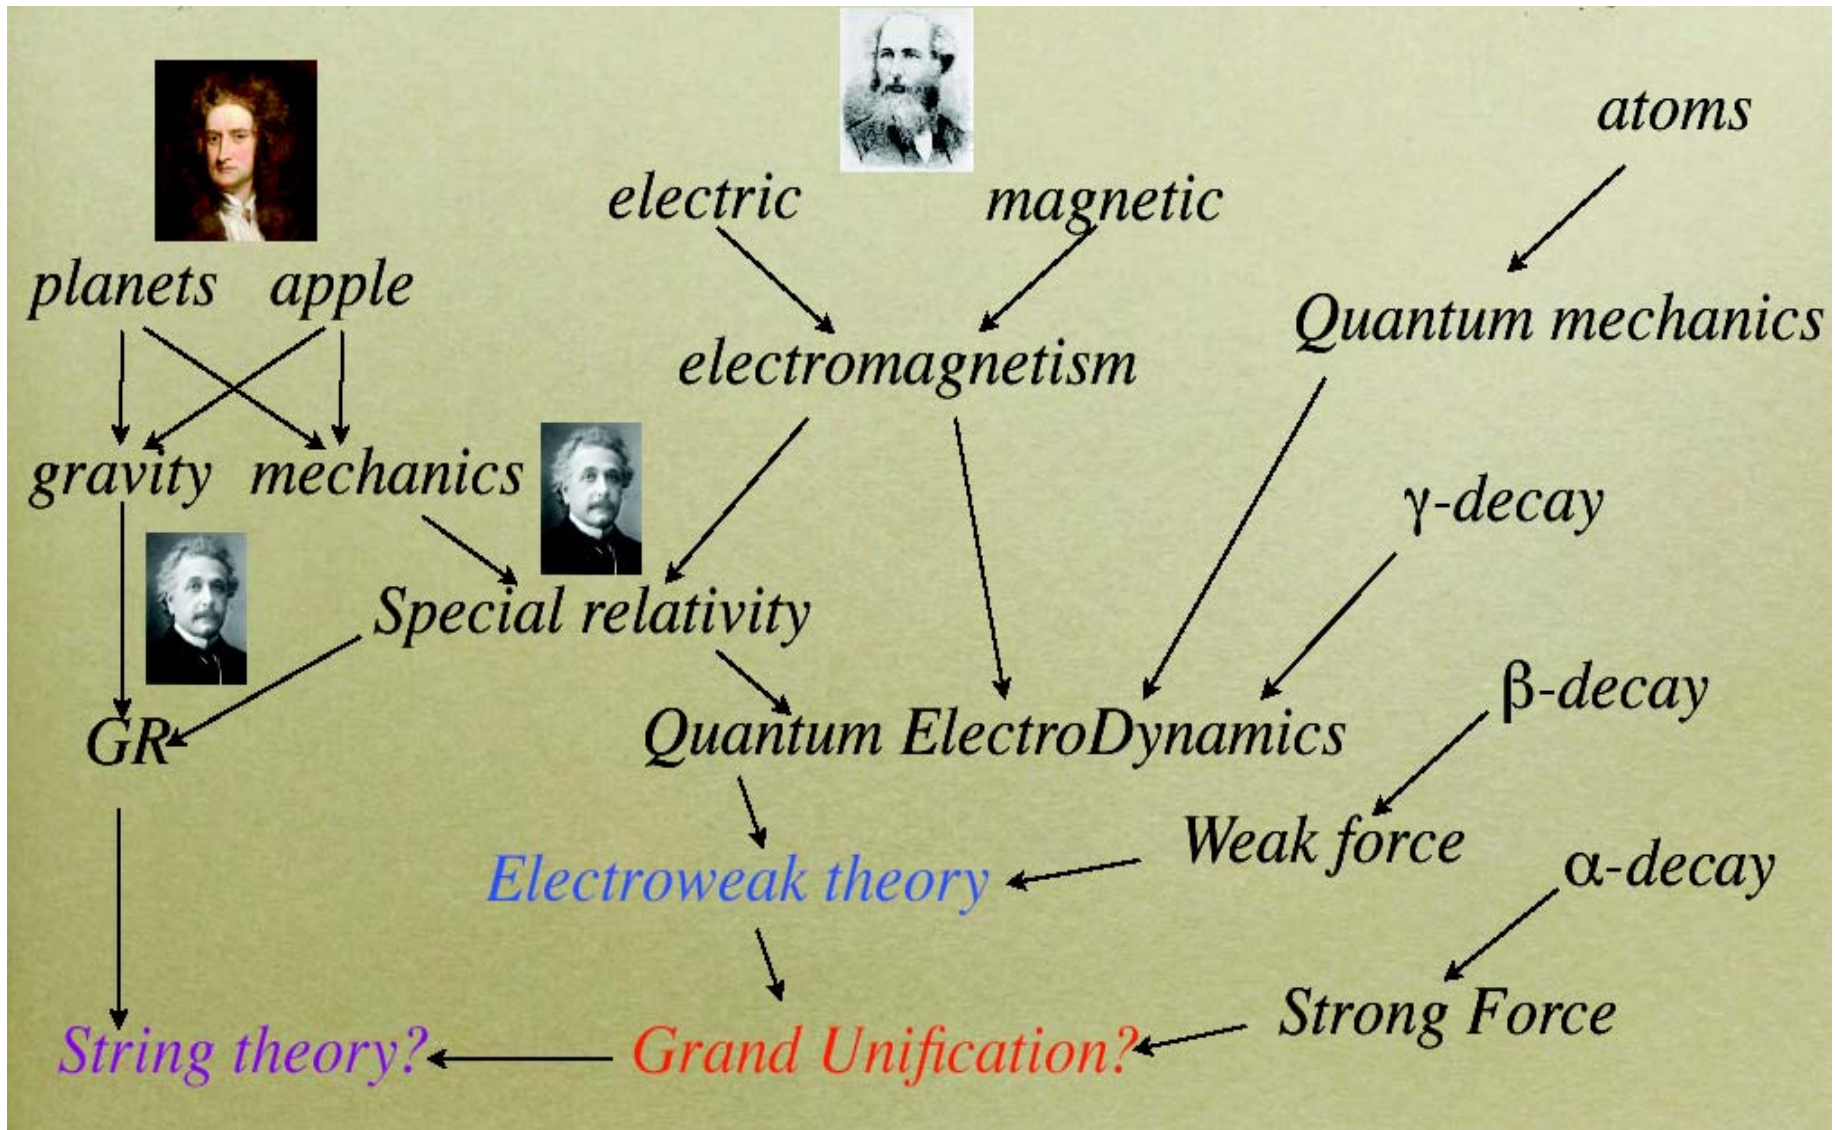 atoms
electric magnetic
planets apple
Quantum mechanics
electromagnetism
gravity mechanics
γ-decay
Special relativity
β-decay
GR
Quantum ElectroDynamics
Weak force
α-decay
Electroweak theory
Strong Force
String theory?
Grand Unification?